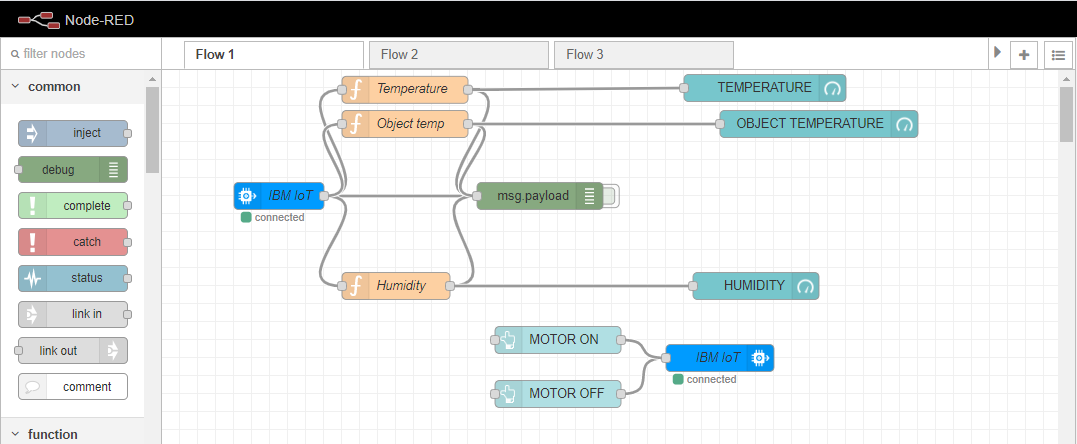 Node-RED
filter nodes
Flow 1
Flow 2
Flow 3
common
inject
debug
complete
catch
status
link in
link out
comment
function
Temperature
TEMPERATURE
Object temp
OBJECT TEMPERATURE
IBM IoT
connected
msg.payload
Humidity
HUMIDITY
MOTOR ON
IBM IoT
connected
MOTOR OFF